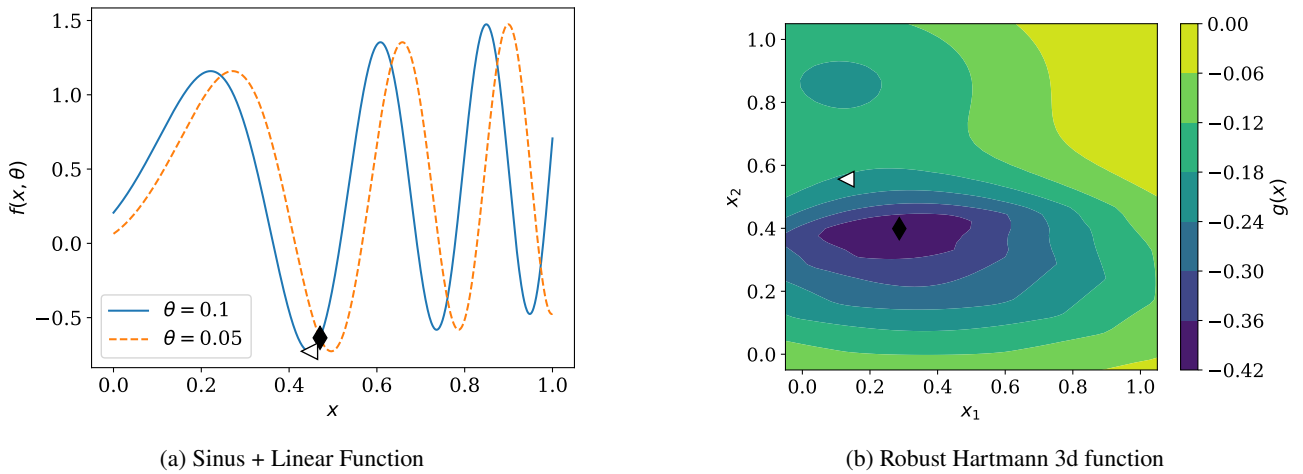 1.5
1.0
0.5
0.0
−0.5
f(x, θ)
θ = 0.1
θ = 0.05
0.0 0.2 0.4 0.6 0.8 1.0
x
(a) Sinus + Linear Function
1.0
0.8
0.6
0.4
0.2
0.0
x₂
0.0 0.2 0.4 0.6 0.8 1.0
x₁
0.00
−0.06
−0.12
−0.18
−0.24
−0.30
−0.36
−0.42
g(x)
(b) Robust Hartmann 3d function